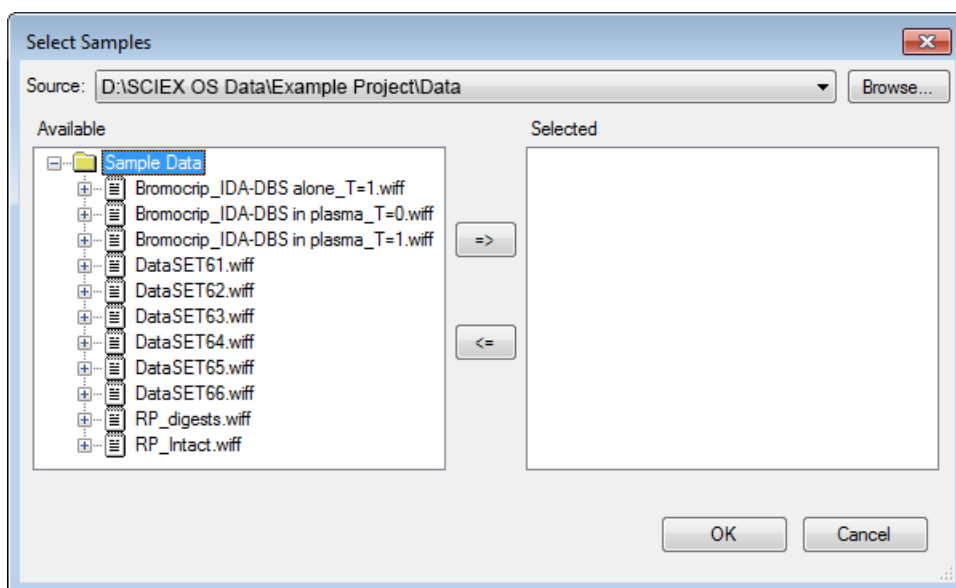 Select Samples
Source: D:\SCIEX OS Data\Example Project\Data Browse...
Available Selected
Sample Data
Bromocrip_IDA-DBS alone_T=1.wiff
Bromocrip_IDA-DBS in plasma_T=0.wiff
Bromocrip_IDA-DBS in plasma_T=1.wiff
=>
DataSET61.wiff
DataSET62.wiff
DataSET63.wiff
DataSET64.wiff
<=
DataSET65.wiff
DataSET66.wiff
RP_digests.wiff
RP_Intact.wiff
OK Cancel